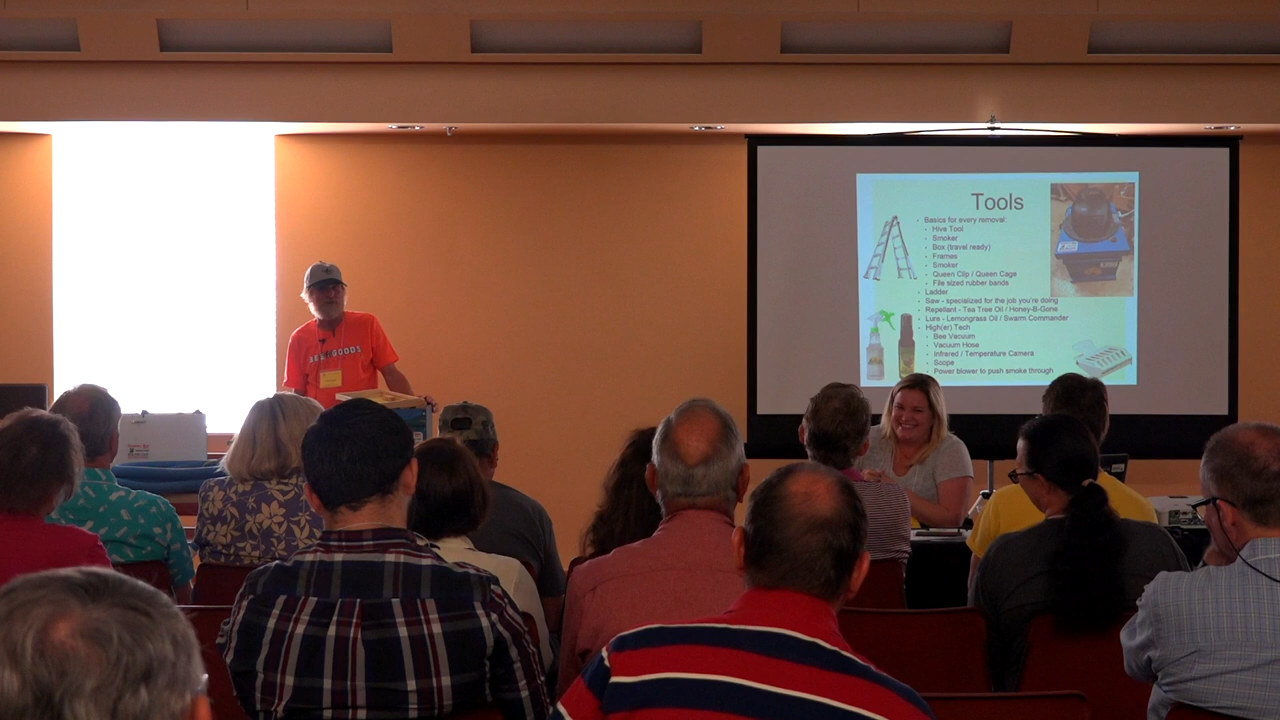 Tools
Basics for every removal:
Hive Tool
Smoker
Box (travel ready)
Frames
Smoker
Queen Clip / Queen Cage
File sized rubber bands
Ladder
Saw - specialized for the job you're doing
Repellant - Tea Tree Oil / Honey-B-Gone
Lure - Lemongrass Oil / Swarm Commander
High(er) Tech
Bee Vacuum
Vacuum Hose
Infrared / Temperature Camera
Scope
Power blower to push smoke through
GOODS